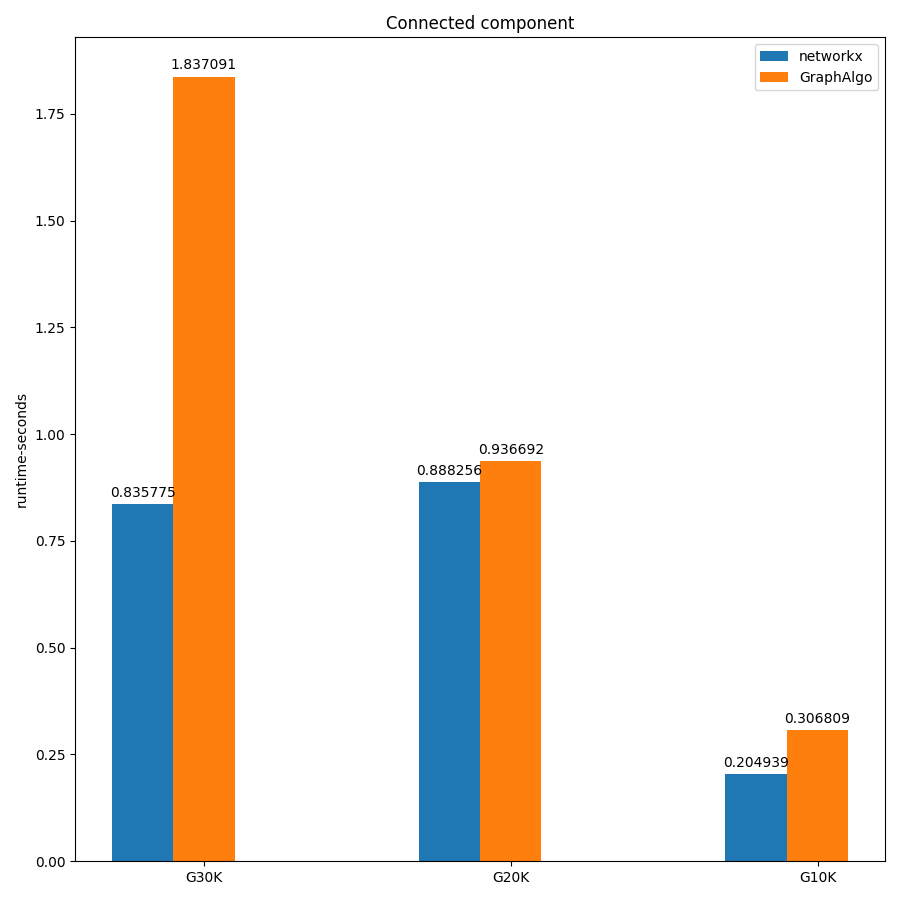 Connected component
networkx
GraphAlgo
1.837091
0.835775
0.888256
0.936692
0.204939
0.306809
runtime-seconds
1.75
1.50
1.25
1.00
0.75
0.50
0.25
0.00
G30K
G20K
G10K